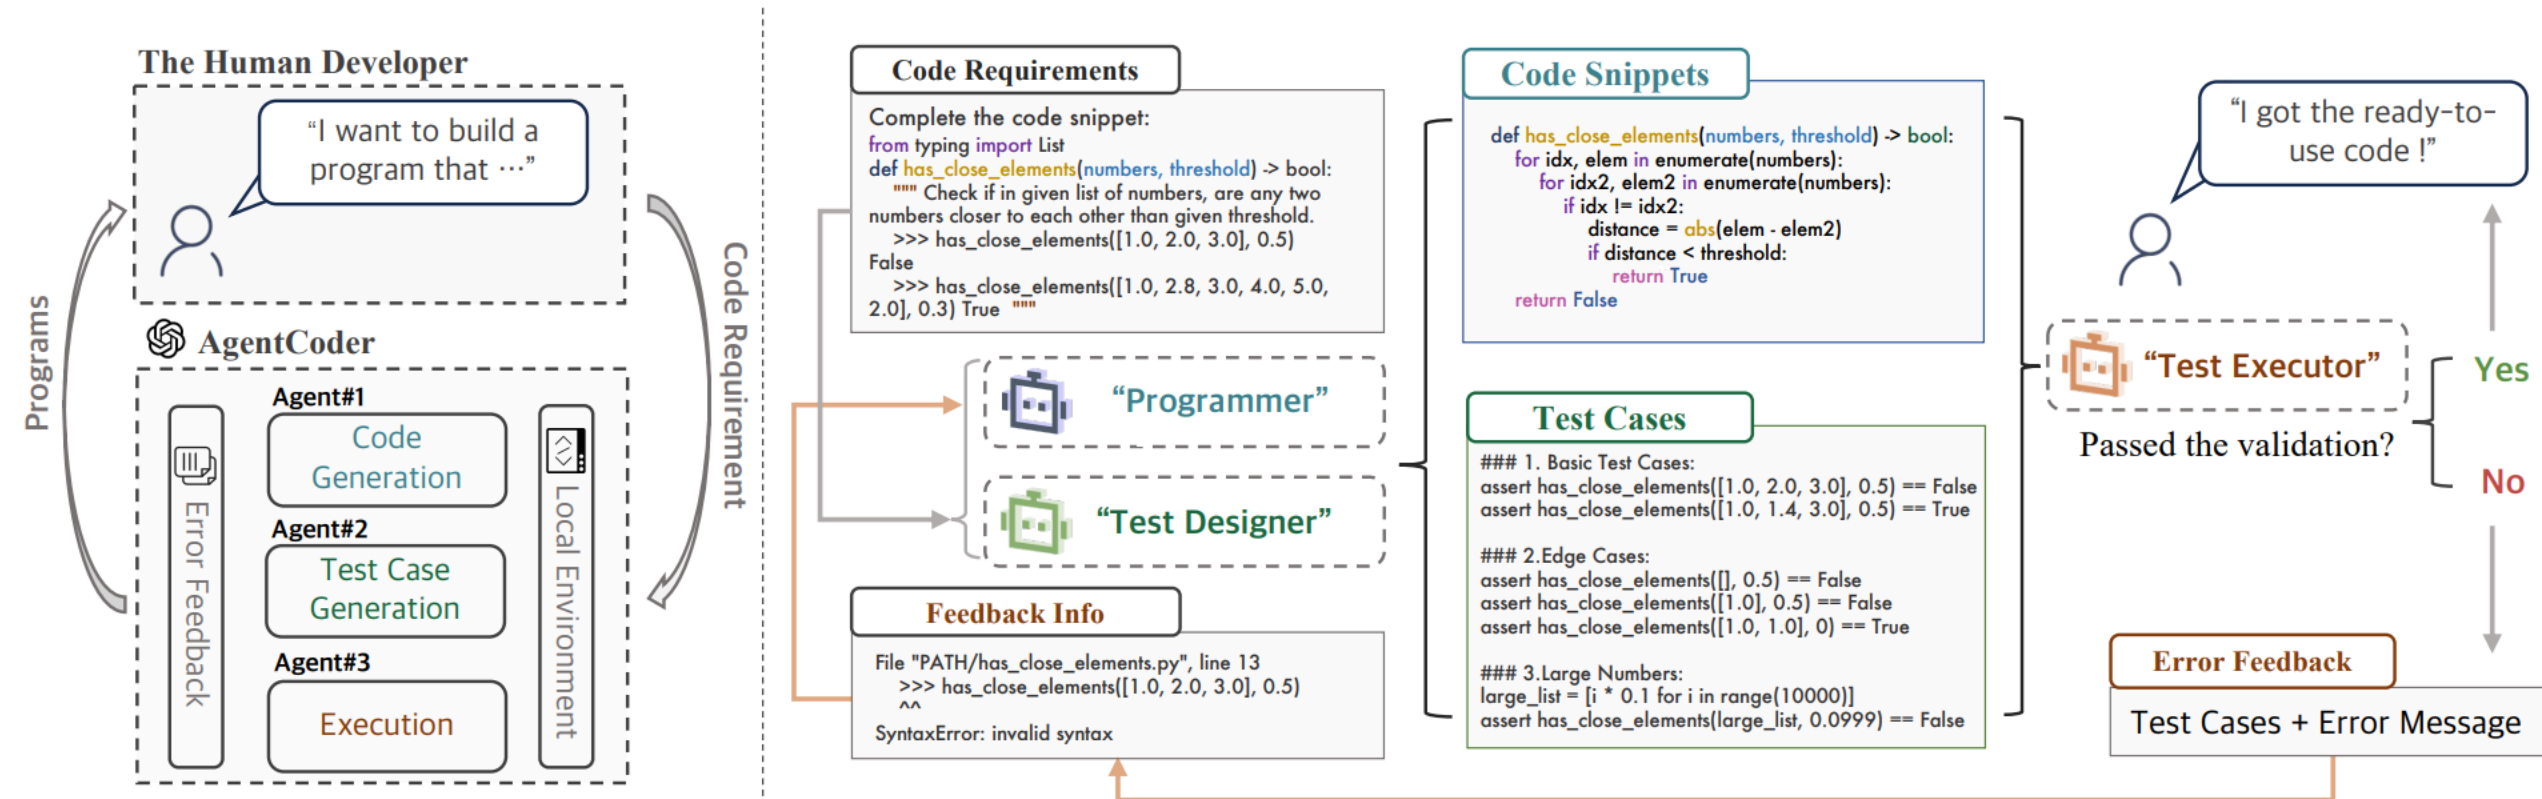 The Human Developer
“I want to build a
program that ⋯”
Programs
Code Requirement
AgentCoder
Error Feedback
Agent#1
Code
Generation
Agent#2
Test Case
Generation
Agent#3
Execution
Local Environment
Code Requirements
Complete the code snippet:
from typing import List
def has_close_elements(numbers, threshold) -> bool:
""" Check if in given list of numbers, are any two
numbers closer to each other than given threshold.
>>> has_close_elements([1.0, 2.0, 3.0], 0.5)
False
>>> has_close_elements([1.0, 2.8, 3.0, 4.0, 5.0,
2.0], 0.3) True """
“Programmer”
“Test Designer”
Feedback Info
File "PATH/has_close_elements.py", line 13
>>> has_close_elements([1.0, 2.0, 3.0], 0.5)
^^
SyntaxError: invalid syntax
Code Snippets
def has_close_elements(numbers, threshold) -> bool:
for idx, elem in enumerate(numbers):
for idx2, elem2 in enumerate(numbers):
if idx != idx2:
distance = abs(elem - elem2)
if distance < threshold:
return True
return False
Test Cases
### 1. Basic Test Cases:
assert has_close_elements([1.0, 2.0, 3.0], 0.5) == False
assert has_close_elements([1.0, 1.4, 3.0], 0.5) == True
### 2.Edge Cases:
assert has_close_elements([], 0.5) == False
assert has_close_elements([1.0], 0.5) == False
assert has_close_elements([1.0, 1.0], 0) == True
### 3.Large Numbers:
large_list = [i * 0.1 for i in range(10000)]
assert has_close_elements(large_list, 0.0999) == False
“I got the ready-to-
use code !”
“Test Executor”
Passed the validation?
Yes
No
Error Feedback
Test Cases + Error Message